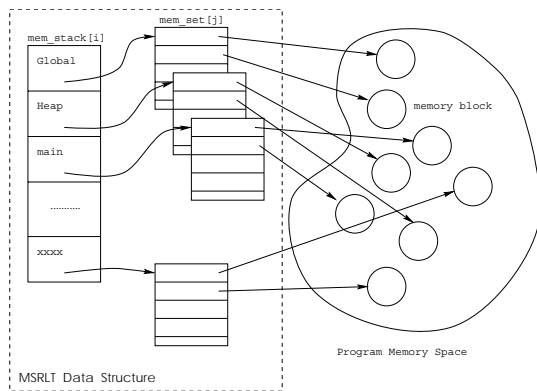 mem_set[j]
mem_stack[i]
Global
Heap
memory block
main
...........
xxxx
Program Memory Space
MSRLT Data Structure